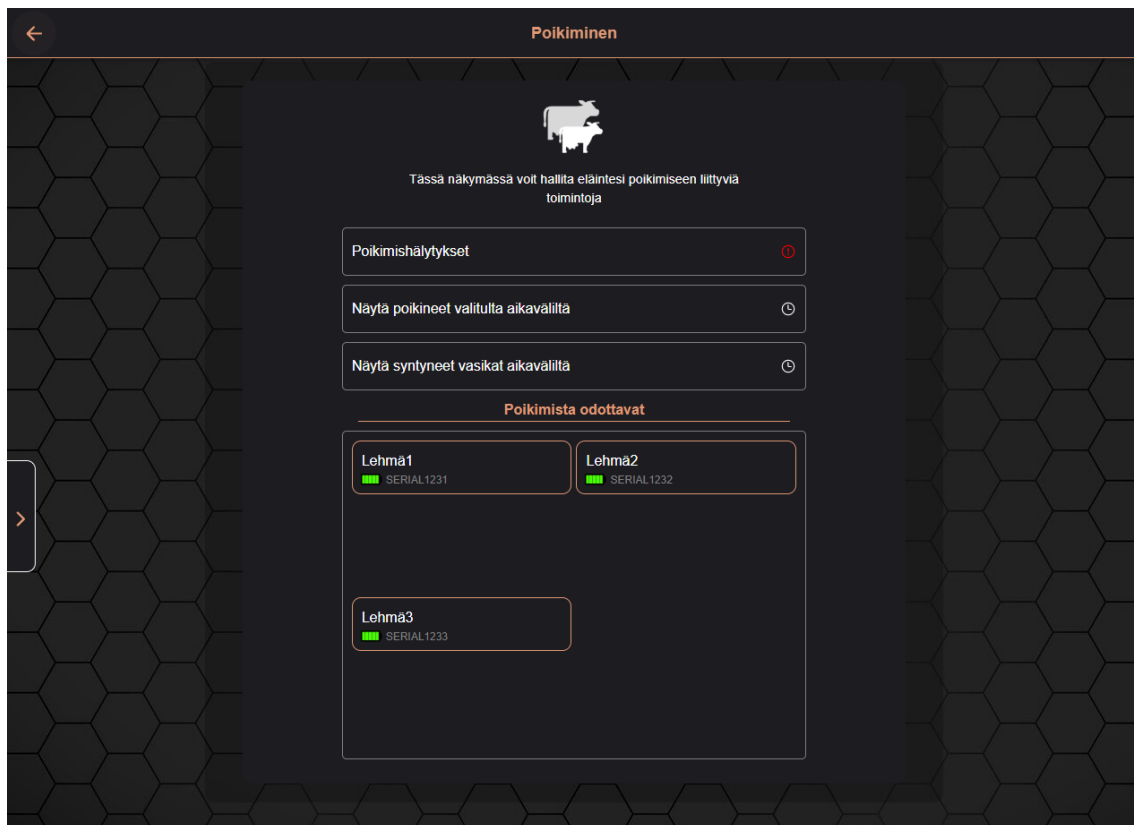 Poikiminen
Tässä näkymässä voit hallita eläintesi poikimiseen liittyviä
toimintoja
Poikimishälytykset
Näytä poikineet valitulta aikaväliltä
Näytä syntyneet vasikat aikaväliltä
Poikimista odottavat
Lehmä1
SERIAL1231
Lehmä2
SERIAL1232
Lehmä3
SERIAL1233